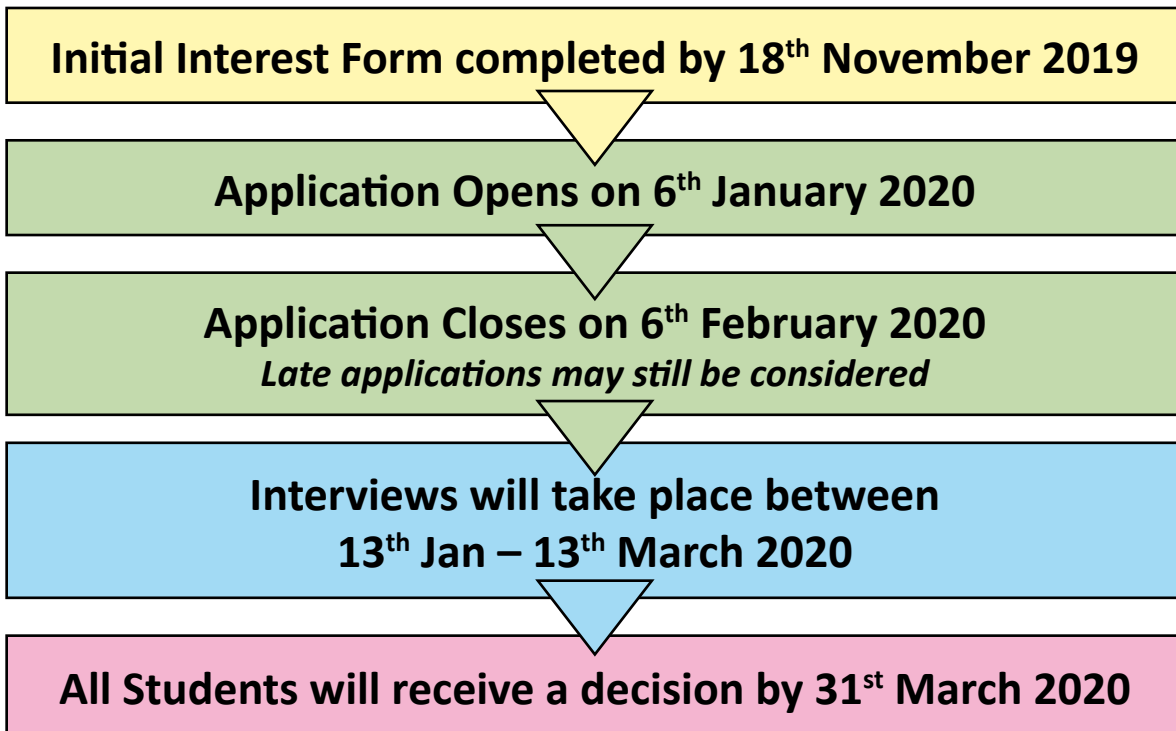 Initial Interest Form completed by 18th November 2019
Application Opens on 6th January 2020
Application Closes on 6th February 2020
Late applications may still be considered
Interviews will take place between
13th Jan – 13th March 2020
All Students will receive a decision by 31st March 2020